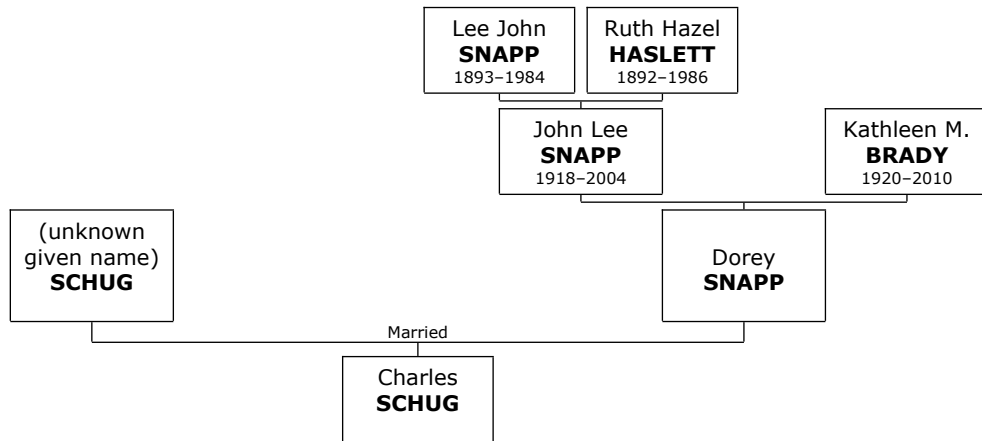 Lee John
SNAPP
1893–1984
Ruth Hazel
HASLETT
1892–1986
John Lee
SNAPP
1918–2004
Kathleen M.
BRADY
1920–2010
(unknown
given name)
SCHUG
Dorey
SNAPP
Married
Charles
SCHUG